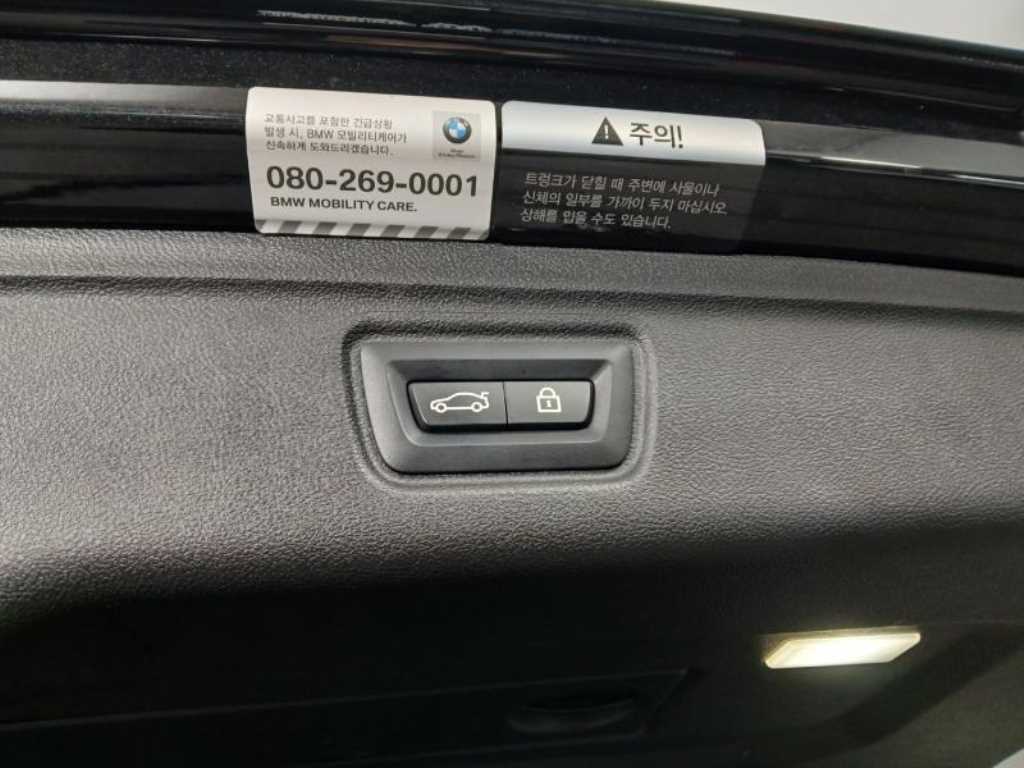 교통사고를 포함한 긴급상황
발생 시, BMW 모빌리티케어가
신속하게 도와드리겠습니다.
080-269-0001
BMW MOBILITY CARE.
주의!
트렁크가 닫힐 때 주변에 사물이나
신체의 일부를 가까이 두지 마십시오.
상해를 입을 수도 있습니다.